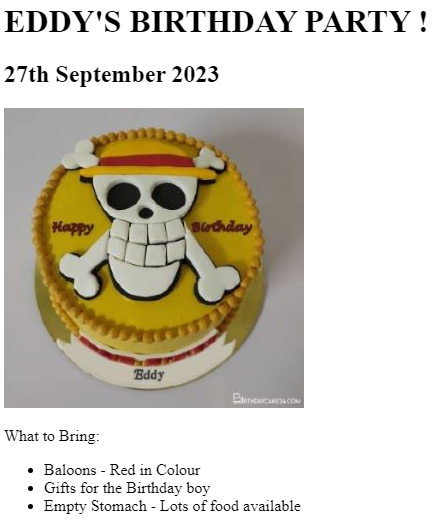 EDDY'S BIRTHDAY PARTY !
27th September 2023
Happy Birthday
Eddy
BIRTHDAYCAKE24.COM
What to Bring:
Baloons - Red in Colour
Gifts for the Birthday boy
Empty Stomach - Lots of food available